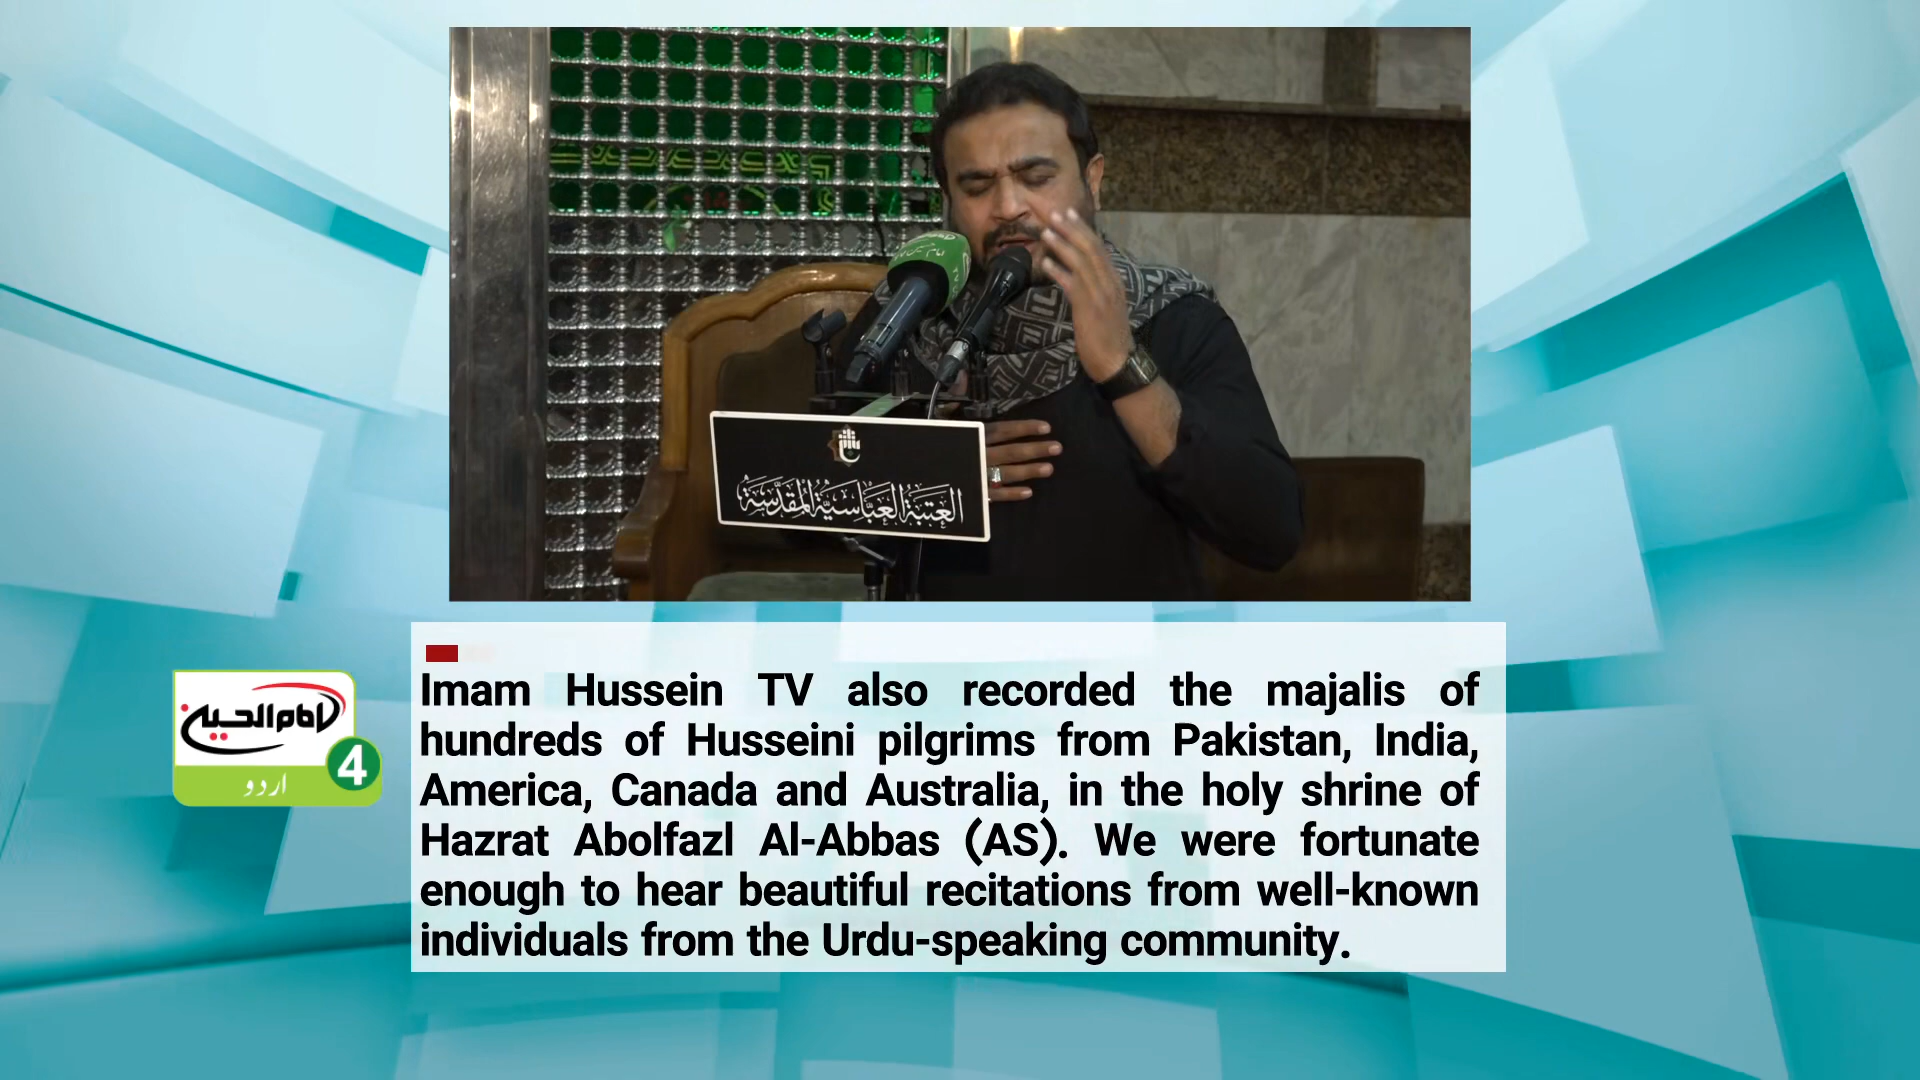 العتبة العباسية المقدسة
Imam Hussein TV also recorded the majalis of
hundreds of Husseini pilgrims from Pakistan, India,
America, Canada and Australia, in the holy shrine of
Hazrat Abolfazl Al-Abbas (AS). We were fortunate
enough to hear beautiful recitations from well-known
individuals from the Urdu-speaking community.
امام الحسین
4
اردو